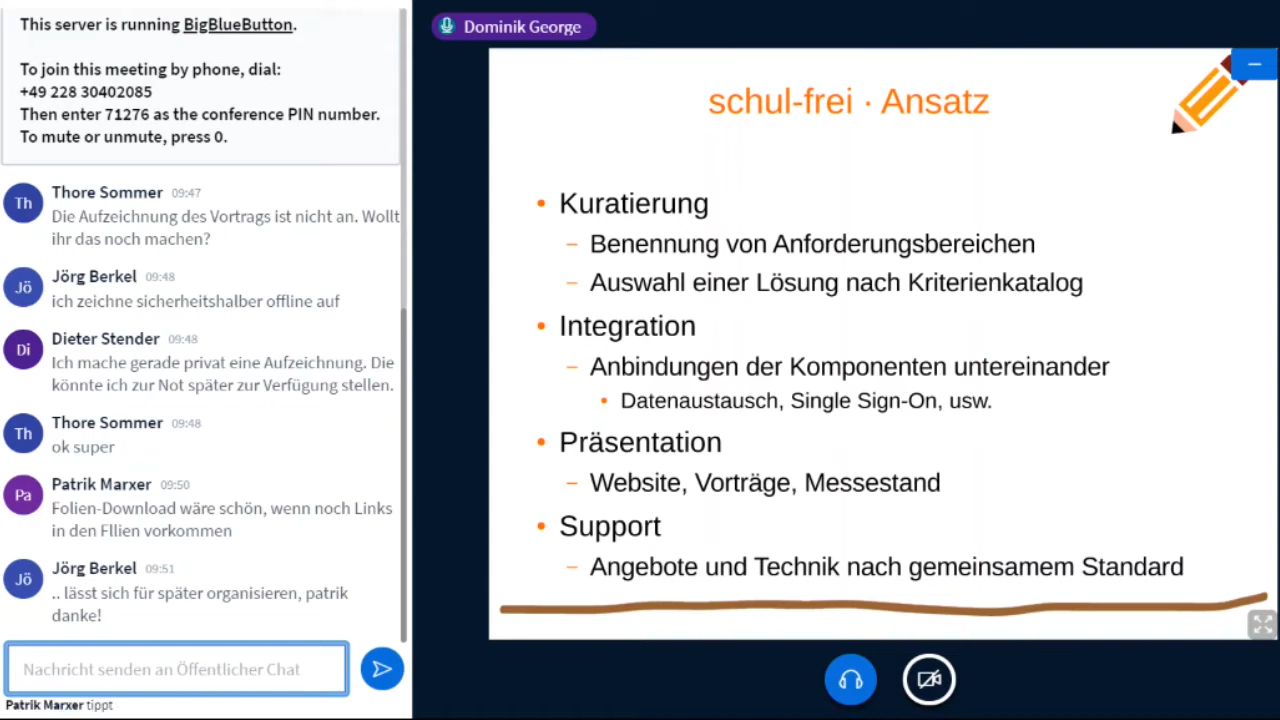 This server is running BigBlueButton.
To join this meeting by phone, dial:
+49 228 30402085
Then enter 71276 as the conference PIN number.
To mute or unmute, press 0.
Th
Thore Sommer 09:47
Die Aufzeichnung des Vortrags ist nicht an. Wollt
ihr das noch machen?
Jö
Jörg Berkel 09:48
ich zeichne sicherheitshalber offline auf
Di
Dieter Stender 09:48
Ich mache gerade privat eine Aufzeichnung. Die
könnte ich zur Not später zur Verfügung stellen.
Th
Thore Sommer 09:48
ok super
Pa
Patrik Marxer 09:50
Folien-Download wäre schön, wenn noch Links
in den Fllien vorkommen
Jö
Jörg Berkel 09:51
.. lässt sich für später organisieren, patrik
danke!
Nachricht senden an Öffentlicher Chat
Patrik Marxer tippt
Dominik George
schul-frei · Ansatz
• Kuratierung
– Benennung von Anforderungsbereichen
– Auswahl einer Lösung nach Kriterienkatalog
• Integration
– Anbindungen der Komponenten untereinander
• Datenaustausch, Single Sign-On, usw.
• Präsentation
– Website, Vorträge, Messestand
• Support
– Angebote und Technik nach gemeinsamem Standard